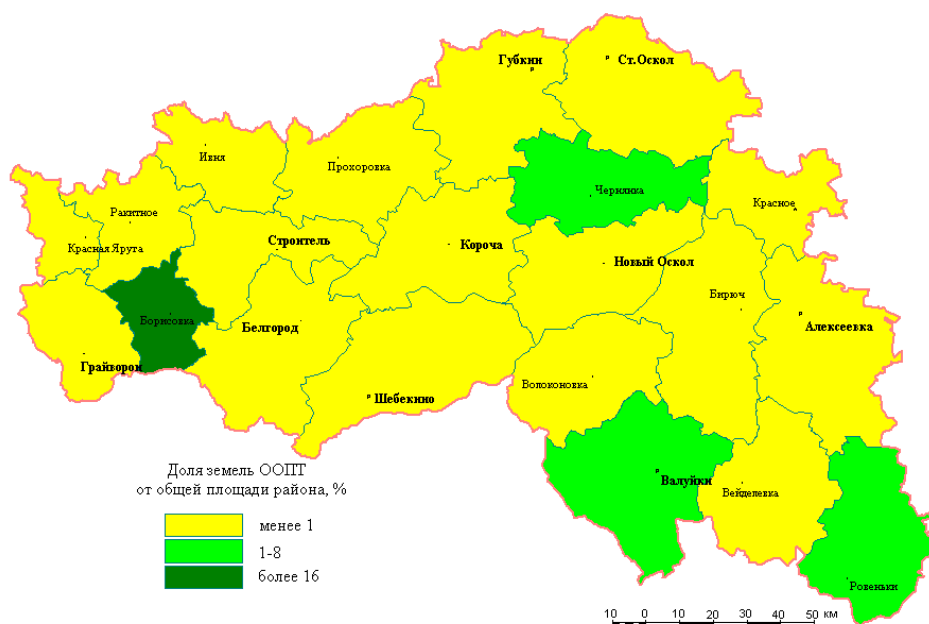 Губкин
Ст.Оскол
Ивня
Прохоровка
Чернянка
Красное
Ракитное
Красная Яруга
Строитель
Короча
Новый Оскол
Бирюч
Борисовка
Белгород
Алексеевка
Грайворон
Волоконовка
Шебекино
Валуйки
Вейделевка
Ровеньки
Доля земель ООПТ
от общей площади района, %
менее 1
1-8
более 16
10 0 10 20 30 40 50 км